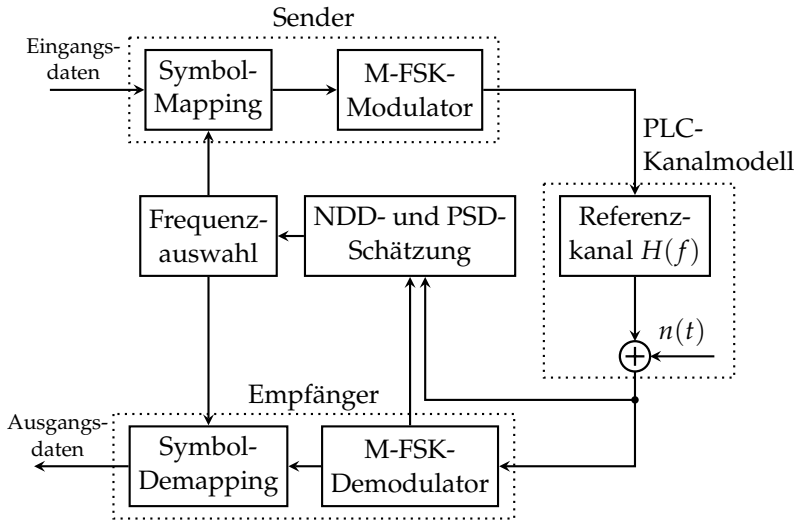 Sender
Eingangs-
daten
Symbol-
Mapping
M-FSK-
Modulator
PLC-
Kanalmodell
Frequenz-
auswahl
NDD- und PSD-
Schätzung
Referenz-
kanal H(f)
n(t)
Empfänger
Ausgangs-
daten
Symbol-
Demapping
M-FSK-
Demodulator